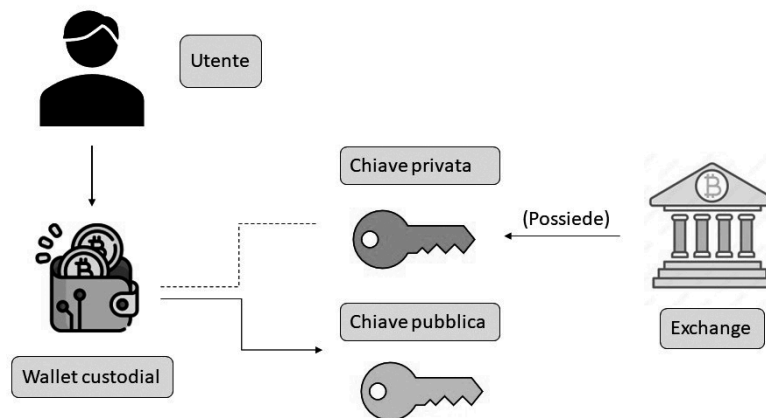 Utente
Chiave privata
(Possiede)
Chiave pubblica
Exchange
Wallet custodial